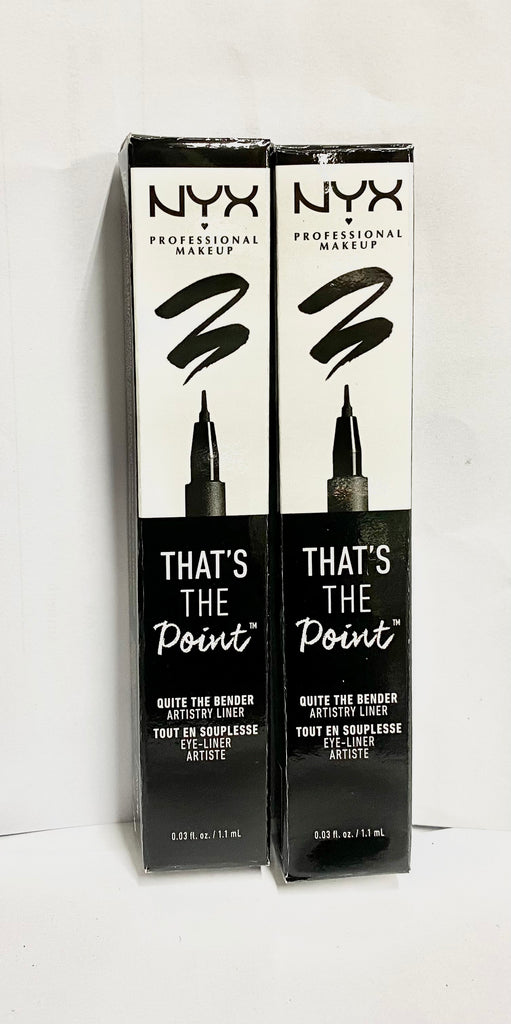 NYX
PROFESSIONAL
MAKEUP
THAT'S
THE
Point™
QUITE THE BENDER
ARTISTRY LINER
TOUT EN SOUPLESSE
EYE-LINER
ARTISTE
0.03 fl. oz. / 1.1 mL
NYX
PROFESSIONAL
MAKEUP
THAT'S
THE
Point™
QUITE THE BENDER
ARTISTRY LINER
TOUT EN SOUPLESSE
EYE-LINER
ARTISTE
0.03 fl. oz. / 1.1 mL